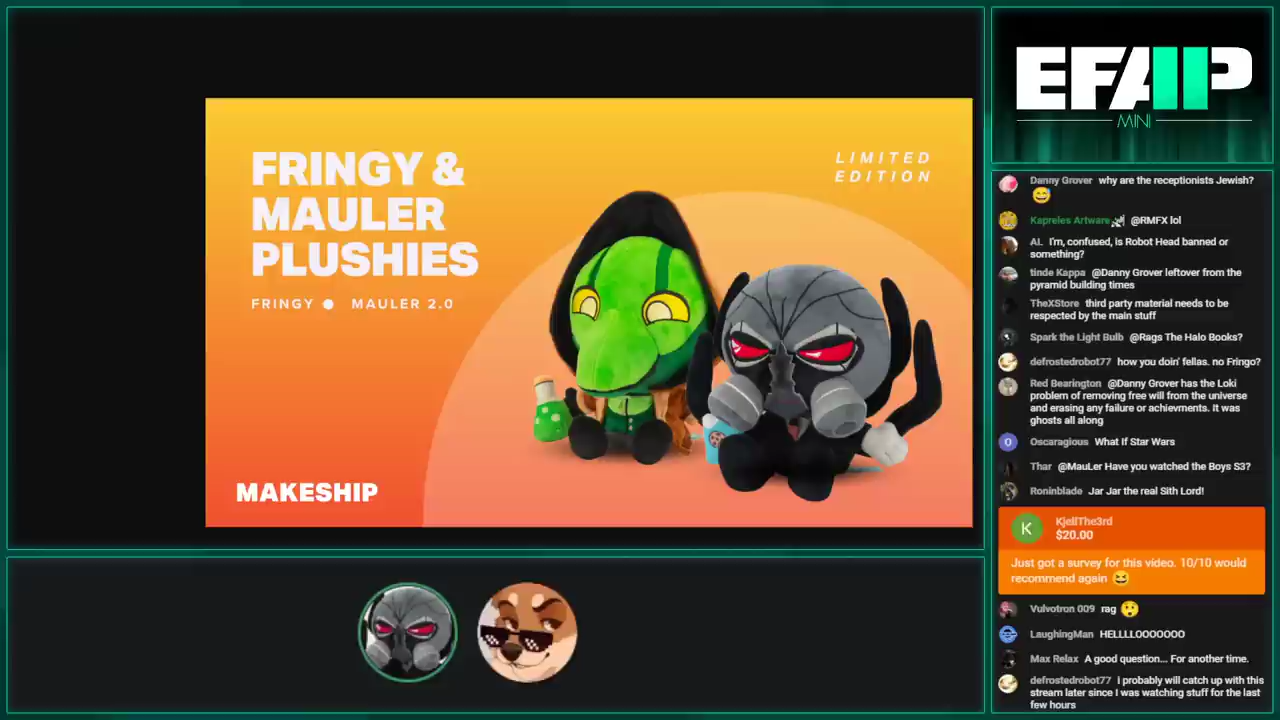 FRINGY &
MAULER
PLUSHIES
FRINGY ● MAULER 2.0
LIMITED
EDITION
MAKESHIP
EFAP
MINI
Danny Grover why are the receptionists Jewish?
😅
Kapreles Artware @RMFX lol
AI. I'm, confused, is Robot Head banned or
something?
tinde Kappa @Danny Grover leftover from the
pyramid building times
TheXStore third party material needs to be
respected by the main stuff
Spark the Light Bulb @Rags The Halo Books?
defrostedrobot77 how you doin' fellas. no Fringo?
Red Bearington @Danny Grover has the Loki
problem of removing free will from the universe
and erasing any failure or achievments. It was
ghosts all along
O
Oscaragious What If Star Wars
Thar @MauLer Have you watched the Boys S3?
Roninblade Jar Jar the real Sith Lord!
K
KjellThe3rd
$20.00
Just got a survey for this video. 10/10 would
recommend again 😆
Vulvotron 009 rag 😲
LaughingMan HELLLLOOOOOOO
Max Relax A good question... For another time.
defrostedrobot77 I probably will catch up with this
stream later since I was watching stuff for the last
few hours